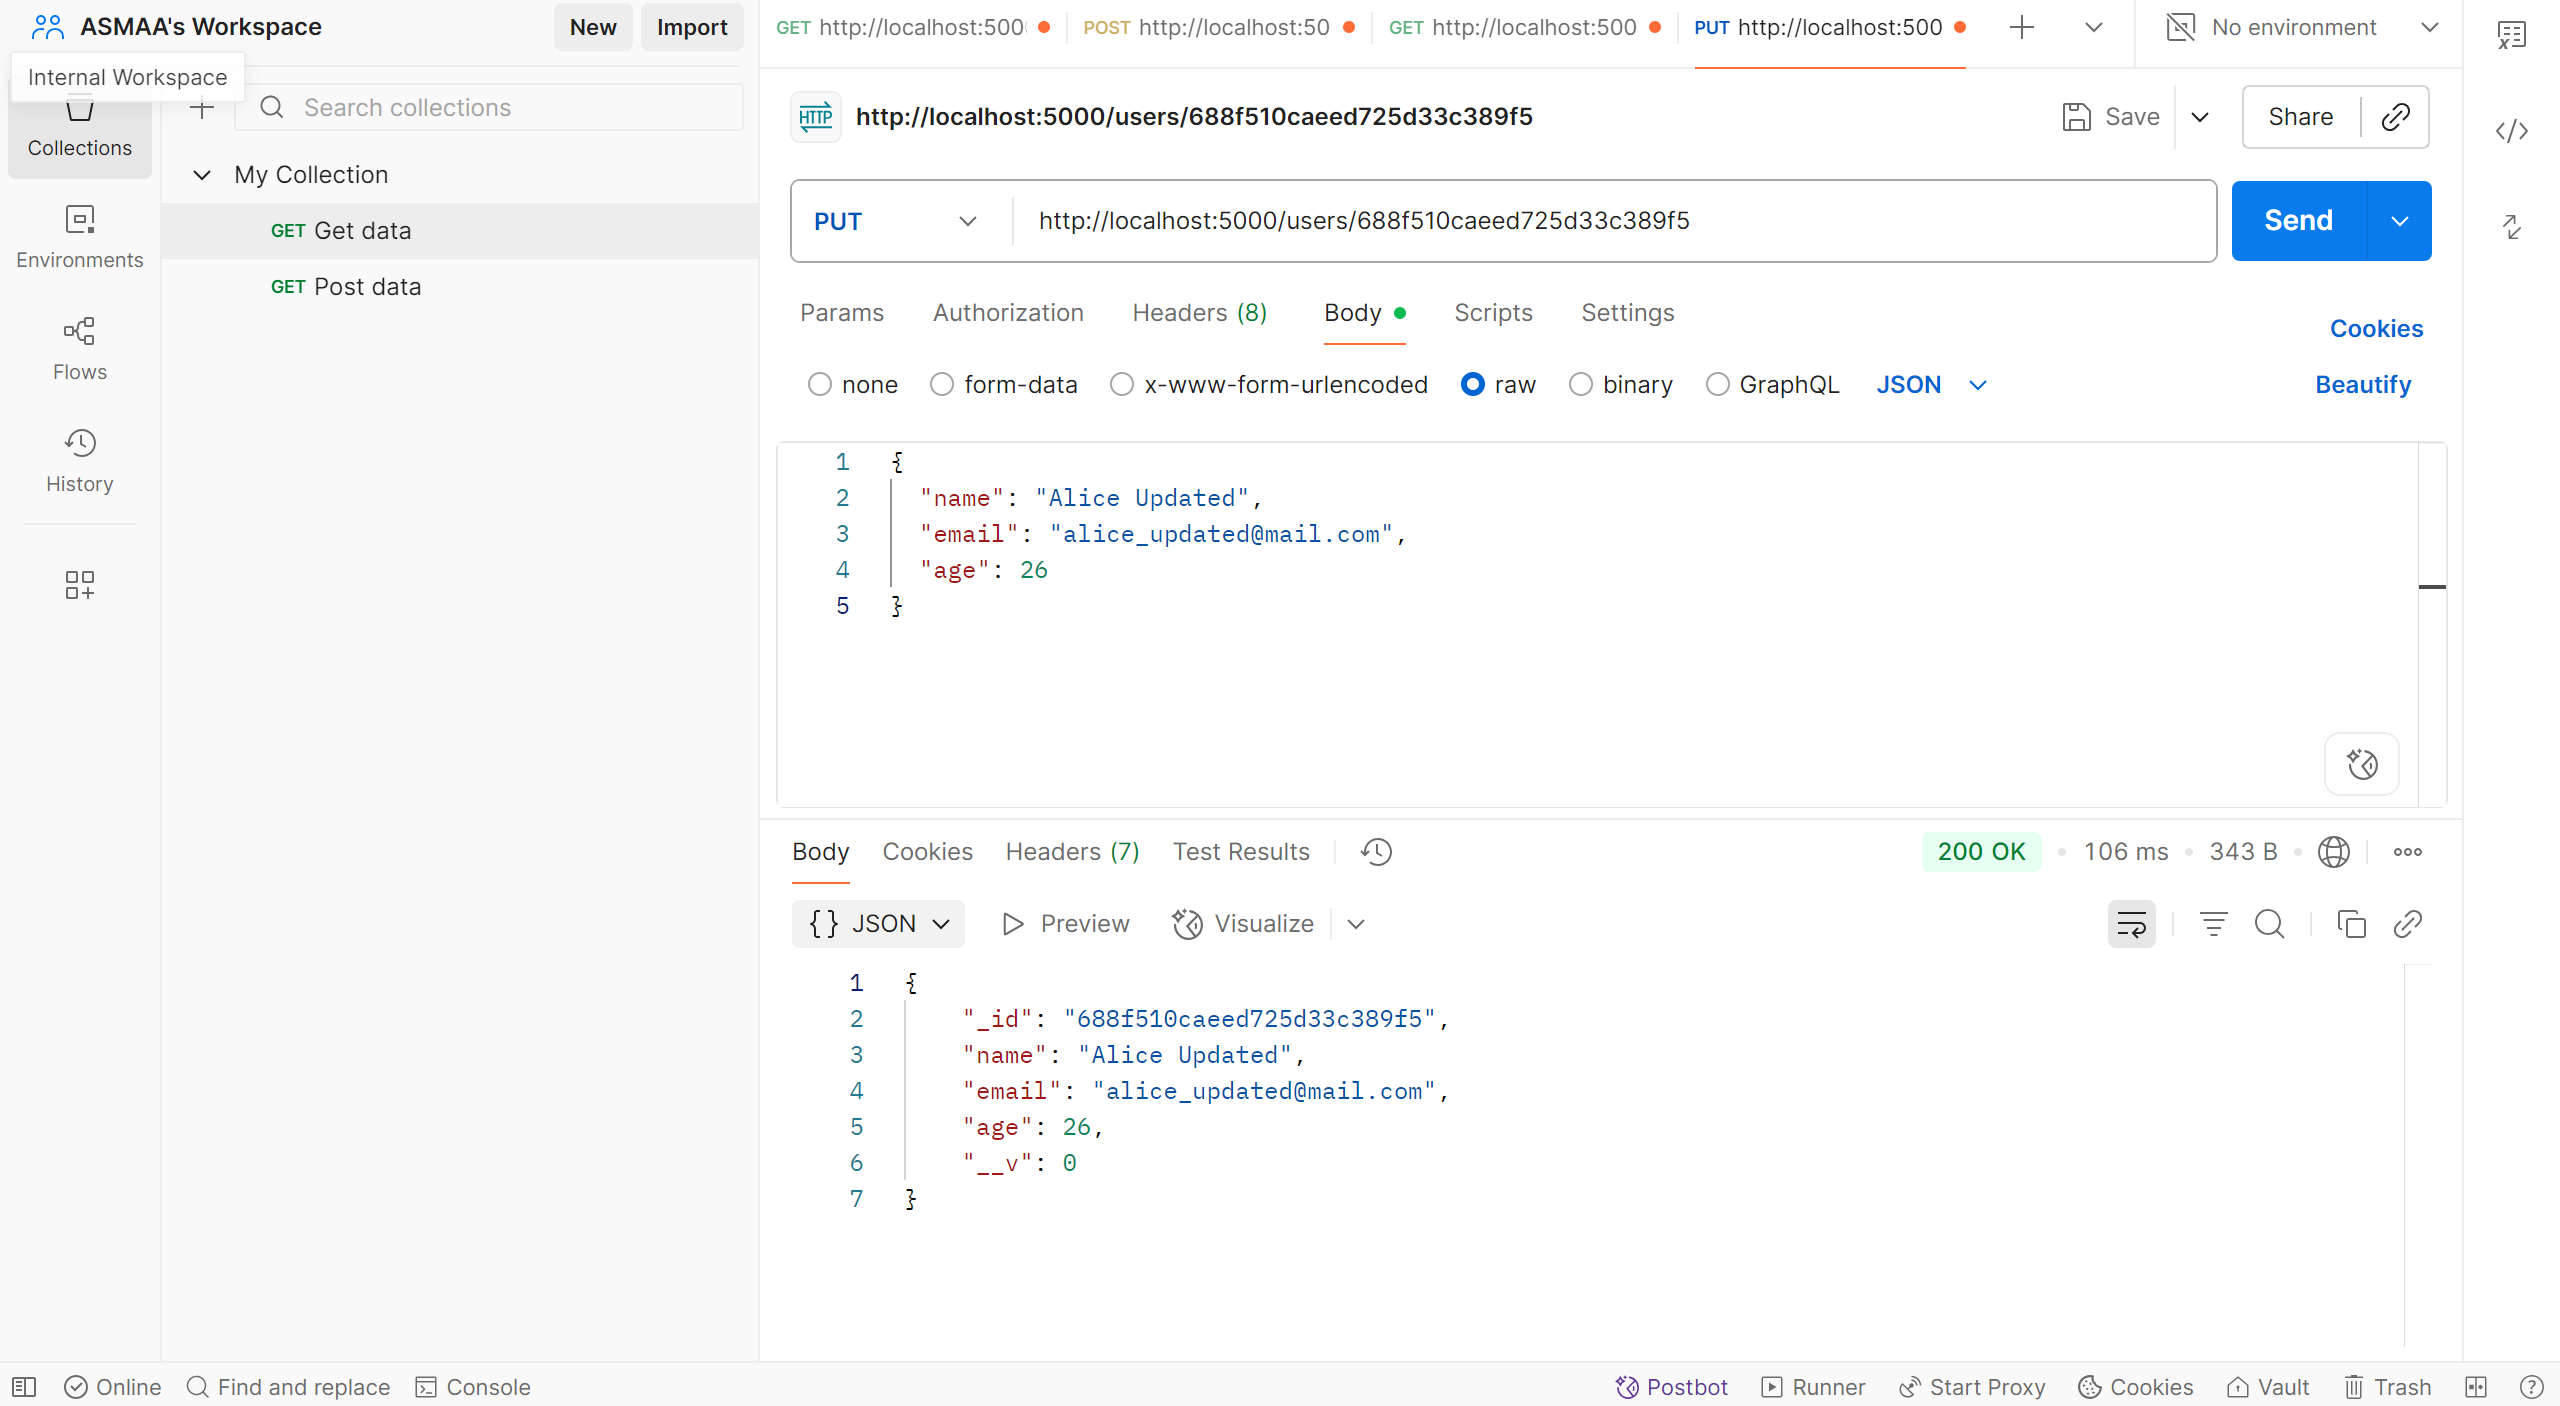 ASMAA's Workspace
New
Import
GET http://localhost:500
POST http://localhost:50
GET http://localhost:500
PUT http://localhost:500
No environment
Internal Workspace
Search collections
Collections
Environments
Flows
History
My Collection
GET Get data
GET Post data
HTTP http://localhost:5000/users/688f510caeed725d33c389f5
Save
Share
PUT
http://localhost:5000/users/688f510caeed725d33c389f5
Send
Params
Authorization
Headers (8)
Body
Scripts
Settings
Cookies
none
form-data
x-www-form-urlencoded
raw
binary
GraphQL
JSON
Beautify
1 {
2 "name": "Alice Updated",
3 "email": "alice_updated@mail.com",
4 "age": 26
5 }
Body
Cookies
Headers (7)
Test Results
200 OK
106 ms
343 B
{} JSON
Preview
Visualize
1 {
2 "_id": "688f510caeed725d33c389f5",
3 "name": "Alice Updated",
4 "email": "alice_updated@mail.com",
5 "age": 26,
6 "__v": 0
7 }
Online
Find and replace
Console
Postbot
Runner
Start Proxy
Cookies
Vault
Trash